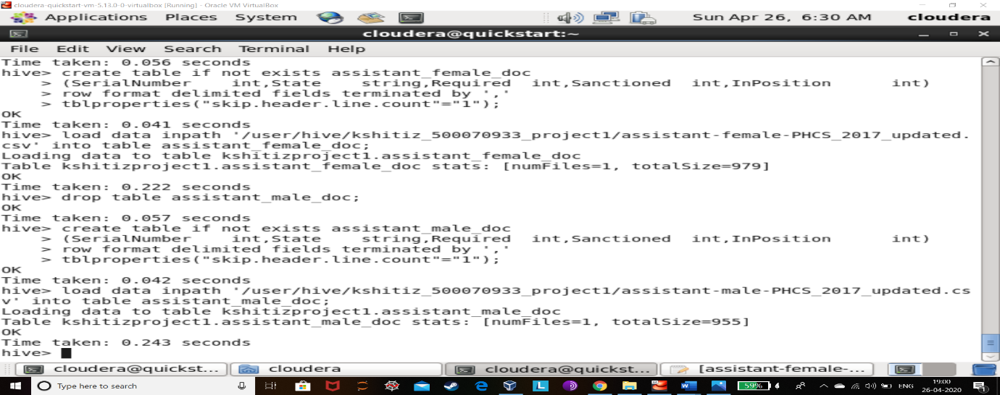 cloudera-quickstart-vm-5.13.0-0-virtualbox [Running] - Oracle VM VirtualBox
Applications Places System Sun Apr 26, 6:30 AM cloudera
cloudera@quickstart:~
File Edit View Search Terminal Help
Time taken: 0.056 seconds
hive> create table if not exists assistant_female_doc
    > (SerialNumber    int,State    string,Required  int,Sanctioned  int,InPosition      int)
    > row format delimited fields terminated by ','
    > tblproperties("skip.header.line.count"="1");
OK
Time taken: 0.041 seconds
hive> load data inpath '/user/hive/kshitiz_500070933_project1/assistant-female-PHCS_2017_updated.
csv' into table assistant_female_doc;
Loading data to table kshitizproject1.assistant_female_doc
Table kshitizproject1.assistant_female_doc stats: [numFiles=1, totalSize=979]
OK
Time taken: 0.222 seconds
hive> drop table assistant_male_doc;
OK
Time taken: 0.057 seconds
hive> create table if not exists assistant_male_doc
    > (SerialNumber    int,State    string,Required  int,Sanctioned  int,InPosition      int)
    > row format delimited fields terminated by ','
    > tblproperties("skip.header.line.count"="1");
OK
Time taken: 0.042 seconds
hive> load data inpath '/user/hive/kshitiz_500070933_project1/assistant-male-PHCS_2017_updated.cs
v' into table assistant_male_doc;
Loading data to table kshitizproject1.assistant_male_doc
Table kshitizproject1.assistant_male_doc stats: [numFiles=1, totalSize=955]
OK
Time taken: 0.243 seconds
hive>
cloudera@quickst... cloudera cloudera@quickst... [assistant-female-...
Type here to search 59% ENG 19:00
26-04-2020 1